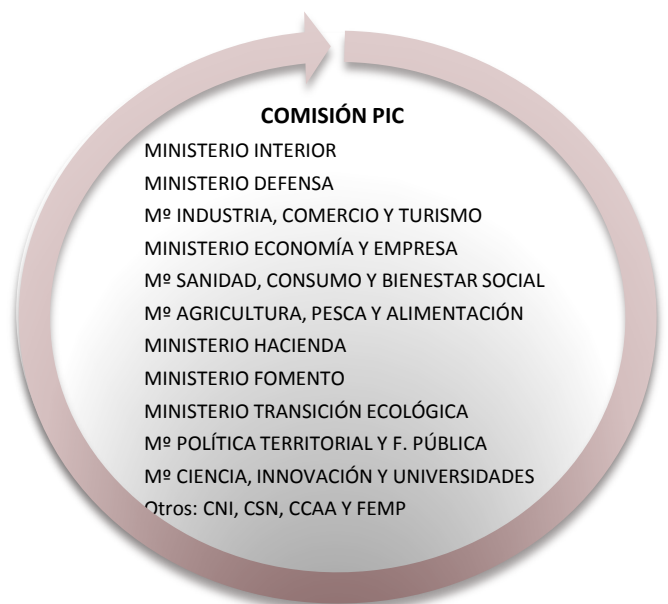 COMISIÓN PIC
MINISTERIO INTERIOR
MINISTERIO DEFENSA
Mº INDUSTRIA, COMERCIO Y TURISMO
MINISTERIO ECONOMÍA Y EMPRESA
Mº SANIDAD, CONSUMO Y BIENESTAR SOCIAL
Mº AGRICULTURA, PESCA Y ALIMENTACIÓN
MINISTERIO HACIENDA
MINISTERIO FOMENTO
MINISTERIO TRANSICIÓN ECOLÓGICA
Mº POLÍTICA TERRITORIAL Y F. PÚBLICA
Mº CIENCIA, INNOVACIÓN Y UNIVERSIDADES
Otros: CNI, CSN, CCAA Y FEMP